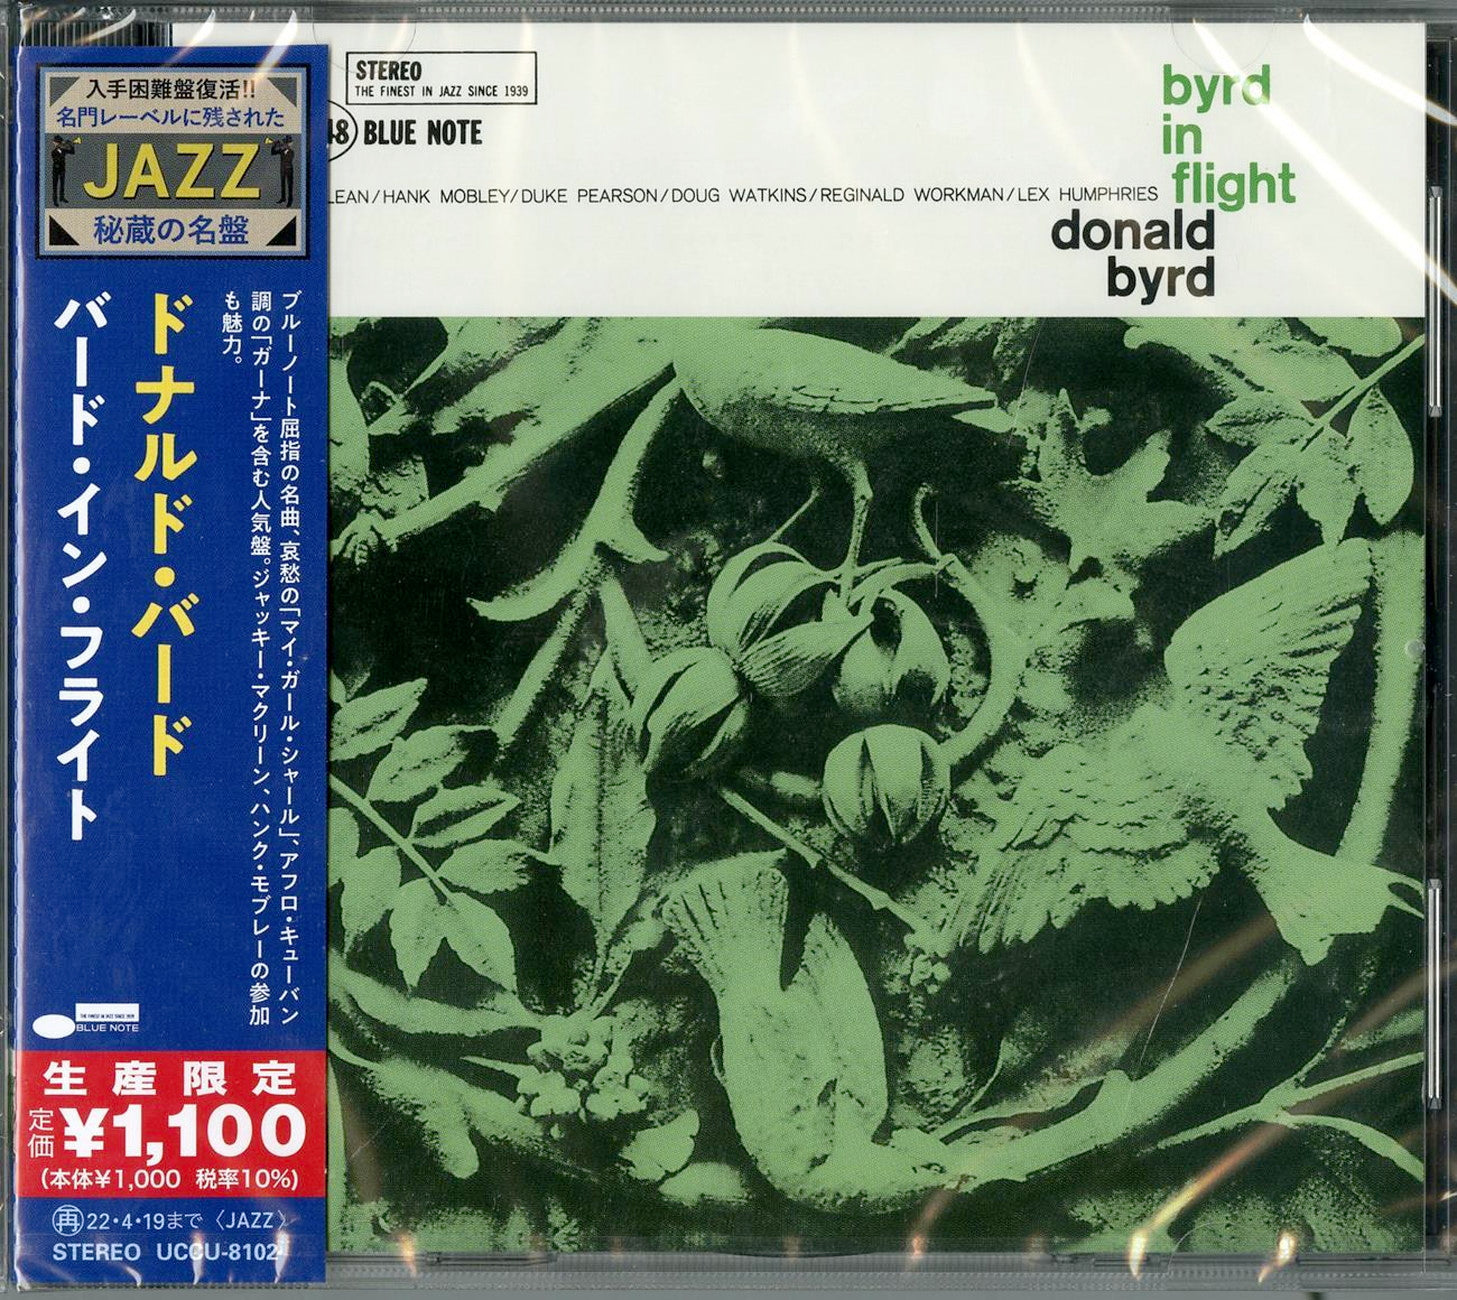 入手困難盤復活!!
名門レーベルに残された
JAZZ
秘蔵の名盤
ブルーノート屈指の名曲、哀愁の「マイ・ガール・シャール」、アフロ・キューバン
調の「ガーナ」を含む人気盤。ジャッキー・マクリーン、ハンク・モブレーの参加
も魅力。
ドナルド・バード
バード・イン・フライト
THE FINEST IN JAZZ SINCE 1939
BLUE NOTE
生産限定
定価 ¥1,100
(本体¥1,000 税率10%)
再 22・4・19まで〈JAZZ〉
STEREO UCCU-8102
STEREO
THE FINEST IN JAZZ SINCE 1939
48 BLUE NOTE
LEAN/HANK MOBLEY/DUKE PEARSON/DOUG WATKINS/REGINALD WORKMAN/LEX HUMPHRIES
byrd
in
flight
donald
byrd